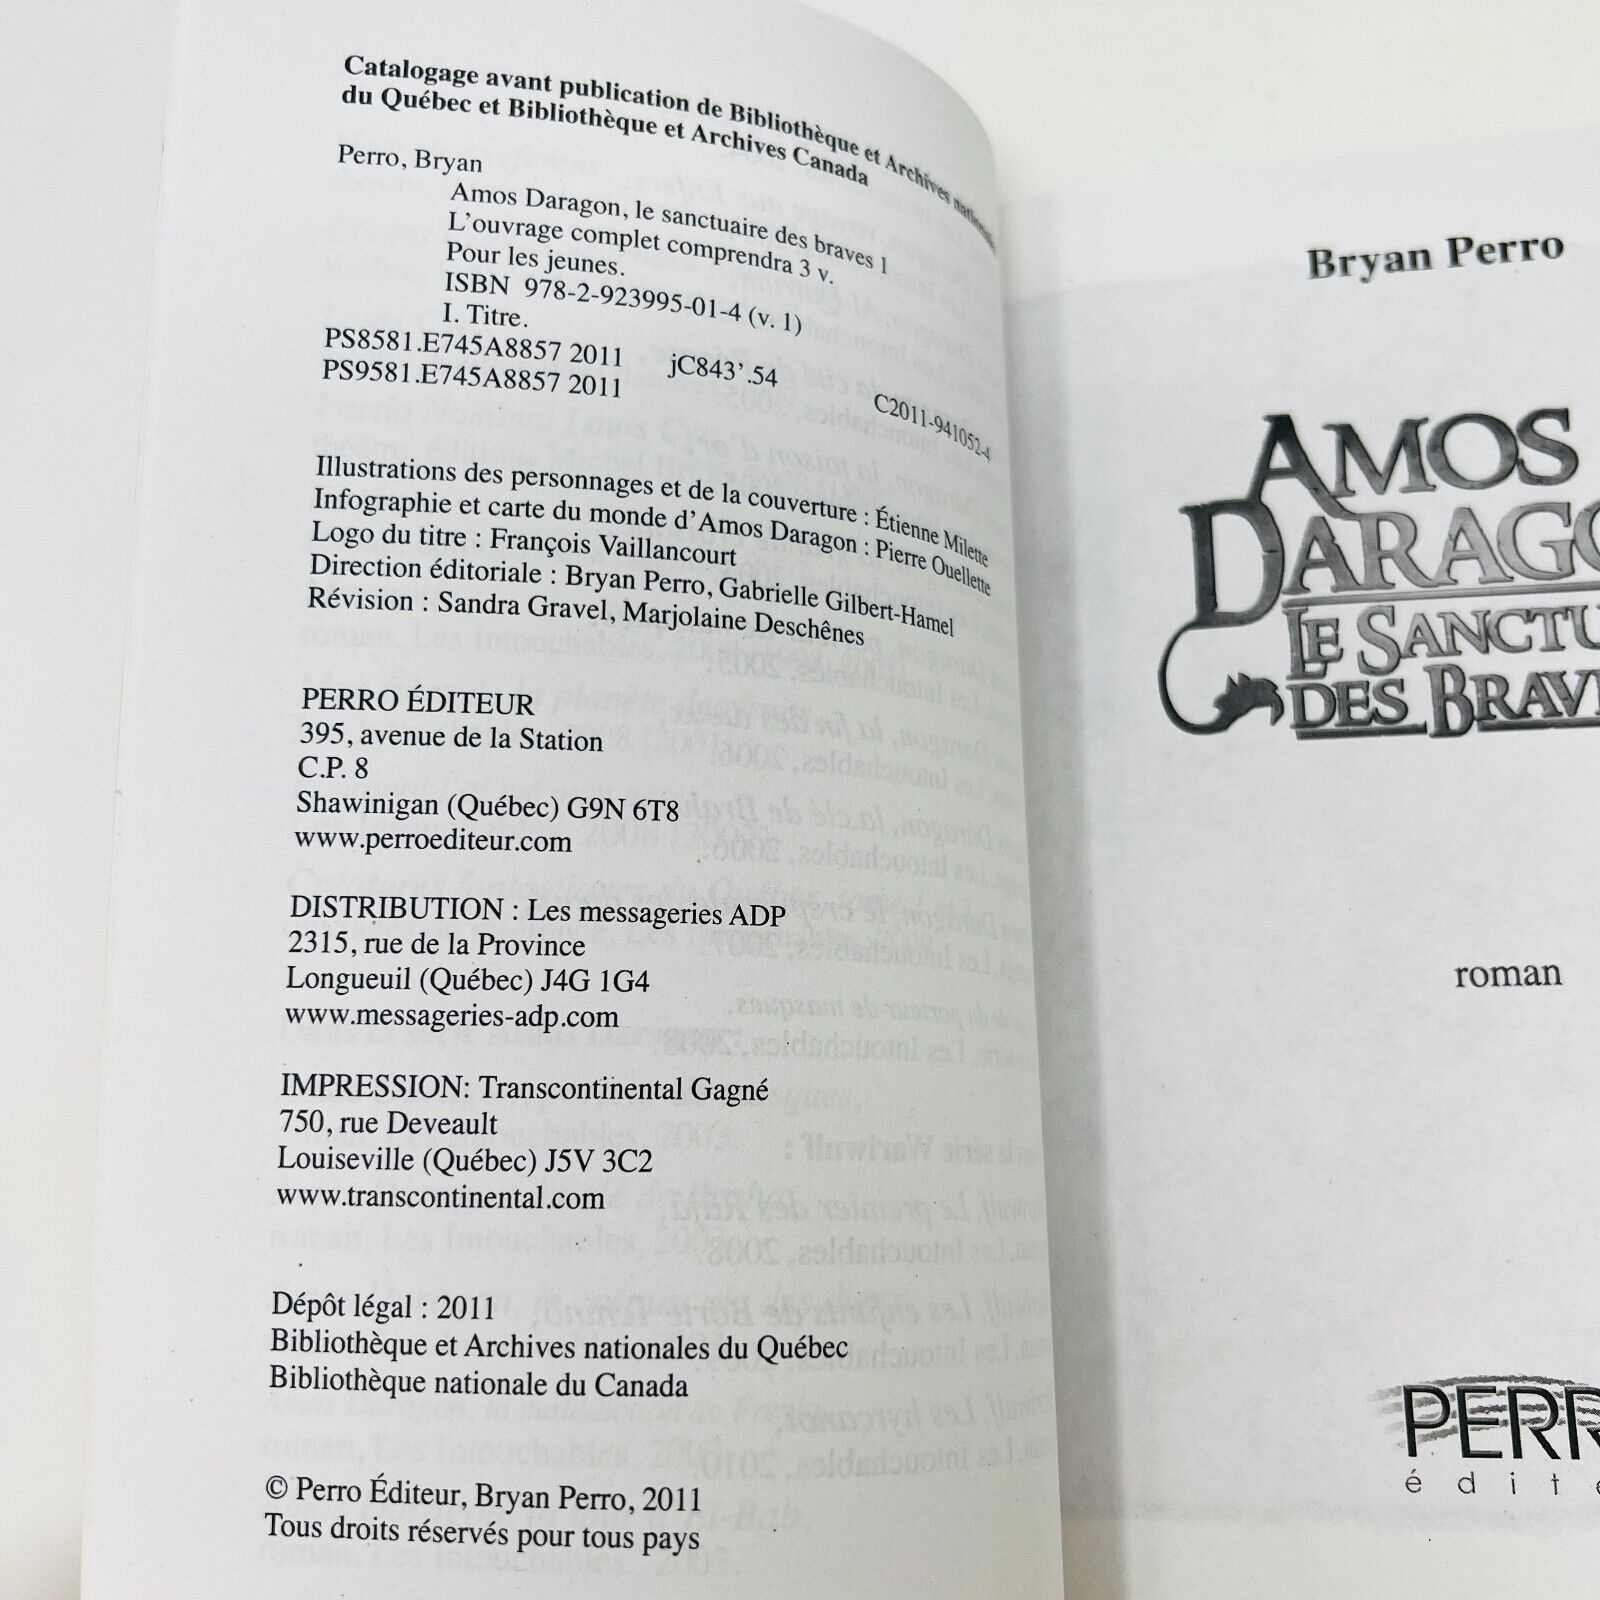 Catalogage avant publication de Bibliothèque et Archives nationales
du Québec et Bibliothèque et Archives Canada
Perro, Bryan
Amos Daragon, le sanctuaire des braves 1
L'ouvrage complet comprendra 3 v.
Pour les jeunes.
ISBN 978-2-923995-01-4 (v. 1)
I. Titre.
PS8581.E745A8857 2011 jC843'.54
PS9581.E745A8857 2011
C2011-941052-4
Illustrations des personnages et de la couverture : Étienne Milette
Infographie et carte du monde d'Amos Daragon : Pierre Ouellette
Logo du titre : François Vaillancourt
Direction éditoriale : Bryan Perro, Gabrielle Gilbert-Hamel
Révision : Sandra Gravel, Marjolaine Deschênes
PERRO ÉDITEUR
395, avenue de la Station
C.P. 8
Shawinigan (Québec) G9N 6T8
www.perroediteur.com
DISTRIBUTION : Les messageries ADP
2315, rue de la Province
Longueuil (Québec) J4G 1G4
www.messageries-adp.com
IMPRESSION: Transcontinental Gagné
750, rue Deveault
Louiseville (Québec) J5V 3C2
www.transcontinental.com
Dépôt légal : 2011
Bibliothèque et Archives nationales du Québec
Bibliothèque nationale du Canada
© Perro Éditeur, Bryan Perro, 2011
Tous droits réservés pour tous pays
Bryan Perro
AMOS
DARAGO
LE SANCTU
DES BRAV
roman
PERR
édite